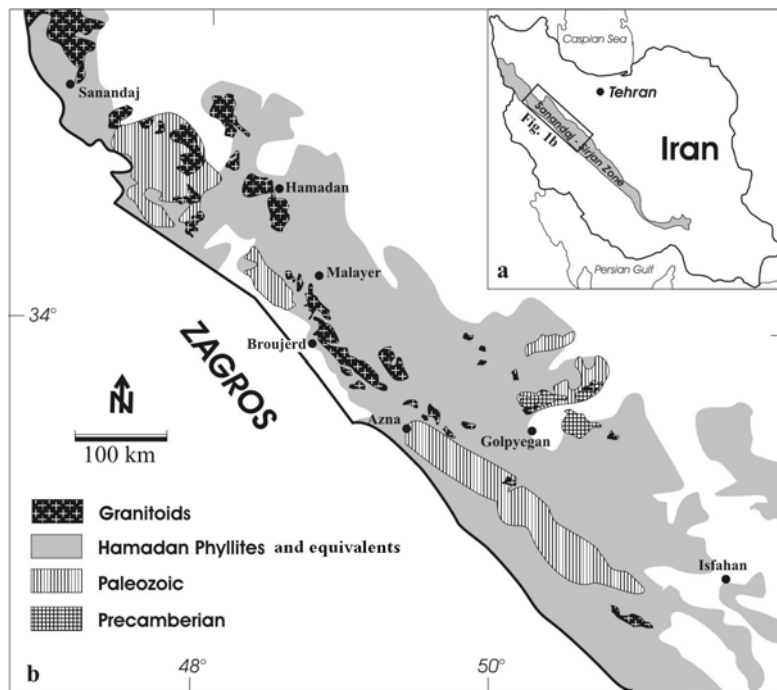 Caspian Sea
Tehran
Sanandaj - Sirjan Zone
Fig. 1b
Iran
Persian Gulf
a
Sanandaj
Hamadan
Malayer
34°
Broujerd
ZAGROS
N
100 km
Azna
Golpyegan
Isfahan
Granitoids
Hamadan Phyllites and equivalents
Paleozoic
Precamberian
b
48°
50°